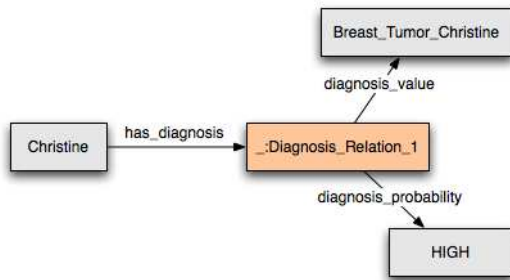 Breast_Tumor_Christine
diagnosis_value
has_diagnosis
Christine
_:Diagnosis_Relation_1
diagnosis_probability
HIGH